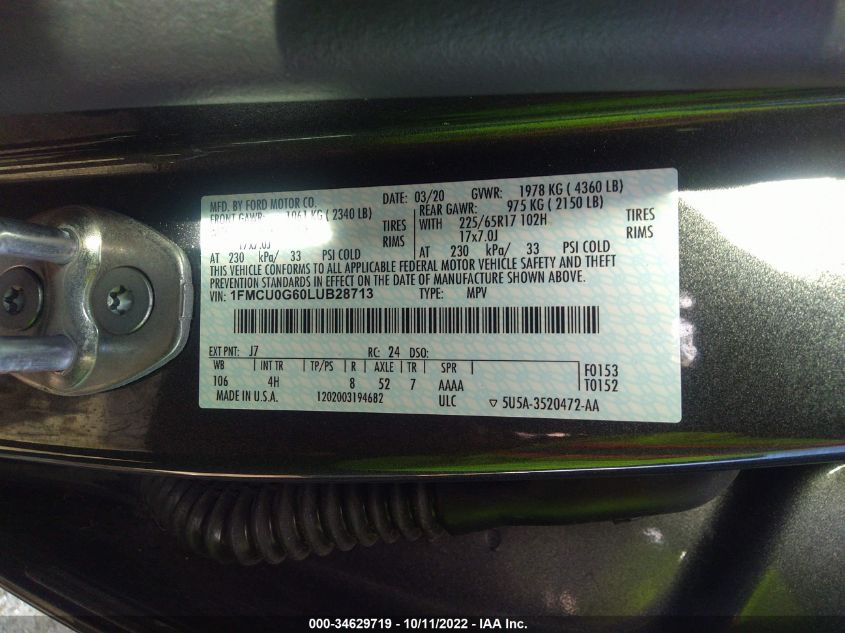 MFD. BY FORD MOTOR CO. DATE: 03/20 GVWR: 1978 KG ( 4360 LB)
FRONT GAWR: 1061 KG ( 2340 LB) REAR GAWR: 975 KG ( 2150 LB)
TIRES WITH 225/65R17 102H TIRES
17x7.0J RIMS 17x7.0J RIMS
AT 230 kPa/ 33 PSI COLD AT 230 kPa/ 33 PSI COLD
THIS VEHICLE CONFORMS TO ALL APPLICABLE FEDERAL MOTOR VEHICLE SAFETY AND THEFT
PREVENTION STANDARDS IN EFFECT ON THE DATE OF MANUFACTURE SHOWN ABOVE.
VIN: 1FMCU0G60LUB28713 TYPE: MPV
EXT PNT: J7 RC: 24 DSO:
WB INT TR TP/PS R AXLE TR SPR F0153
106 4H 8 52 7 AAAA T0152
MADE IN U.S.A. 1202003194682 ULC ▽ 5U5A-3520472-AA
000-34629719 - 10/11/2022 - IAA Inc.